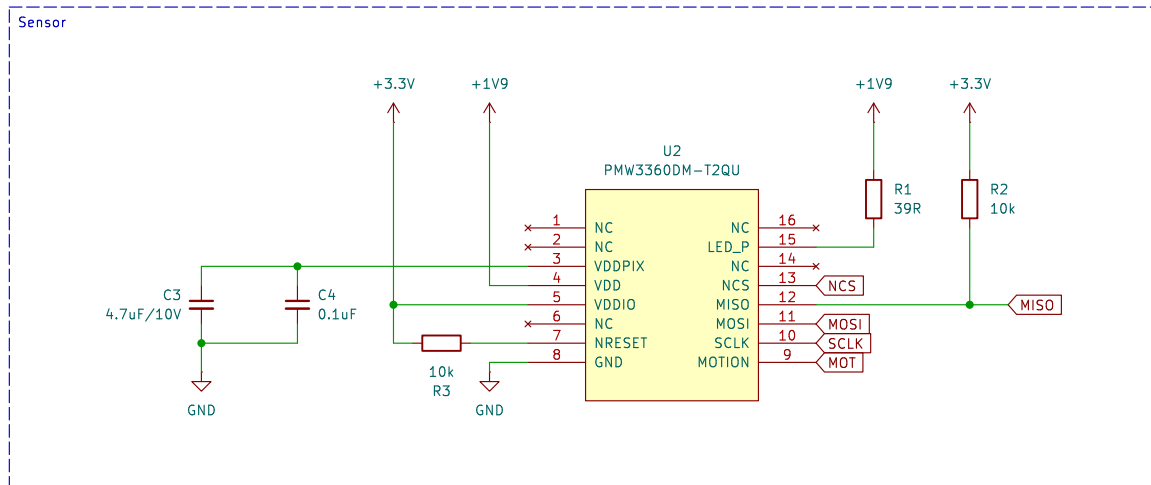 Sensor
+3.3V
+1V9
+1V9
+3.3V
U2
PMW3360DM-T2QU
R1
39R
R2
10k
1 NC
2 NC
3 VDDPIX
4 VDD
5 VDDIO
6 NC
7 NRESET
8 GND
NC 16
LED_P 15
NC 14
NCS 13 NCS
MISO 12 MISO
MOSI 11 MOSI
SCLK 10 SCLK
MOTION 9 MOT
C3
4.7uF/10V
C4
0.1uF
10k
R3
GND
GND